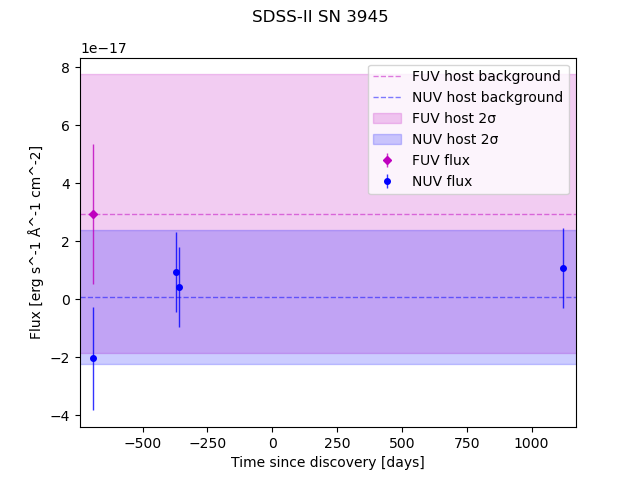 SDSS-II SN 3945
1e−17
FUV host background
NUV host background
FUV host 2σ
NUV host 2σ
FUV flux
NUV flux
8
6
4
2
0
−2
−4
Flux [erg s^-1 Å^-1 cm^-2]
−500
−250
0
250
500
750
1000
Time since discovery [days]